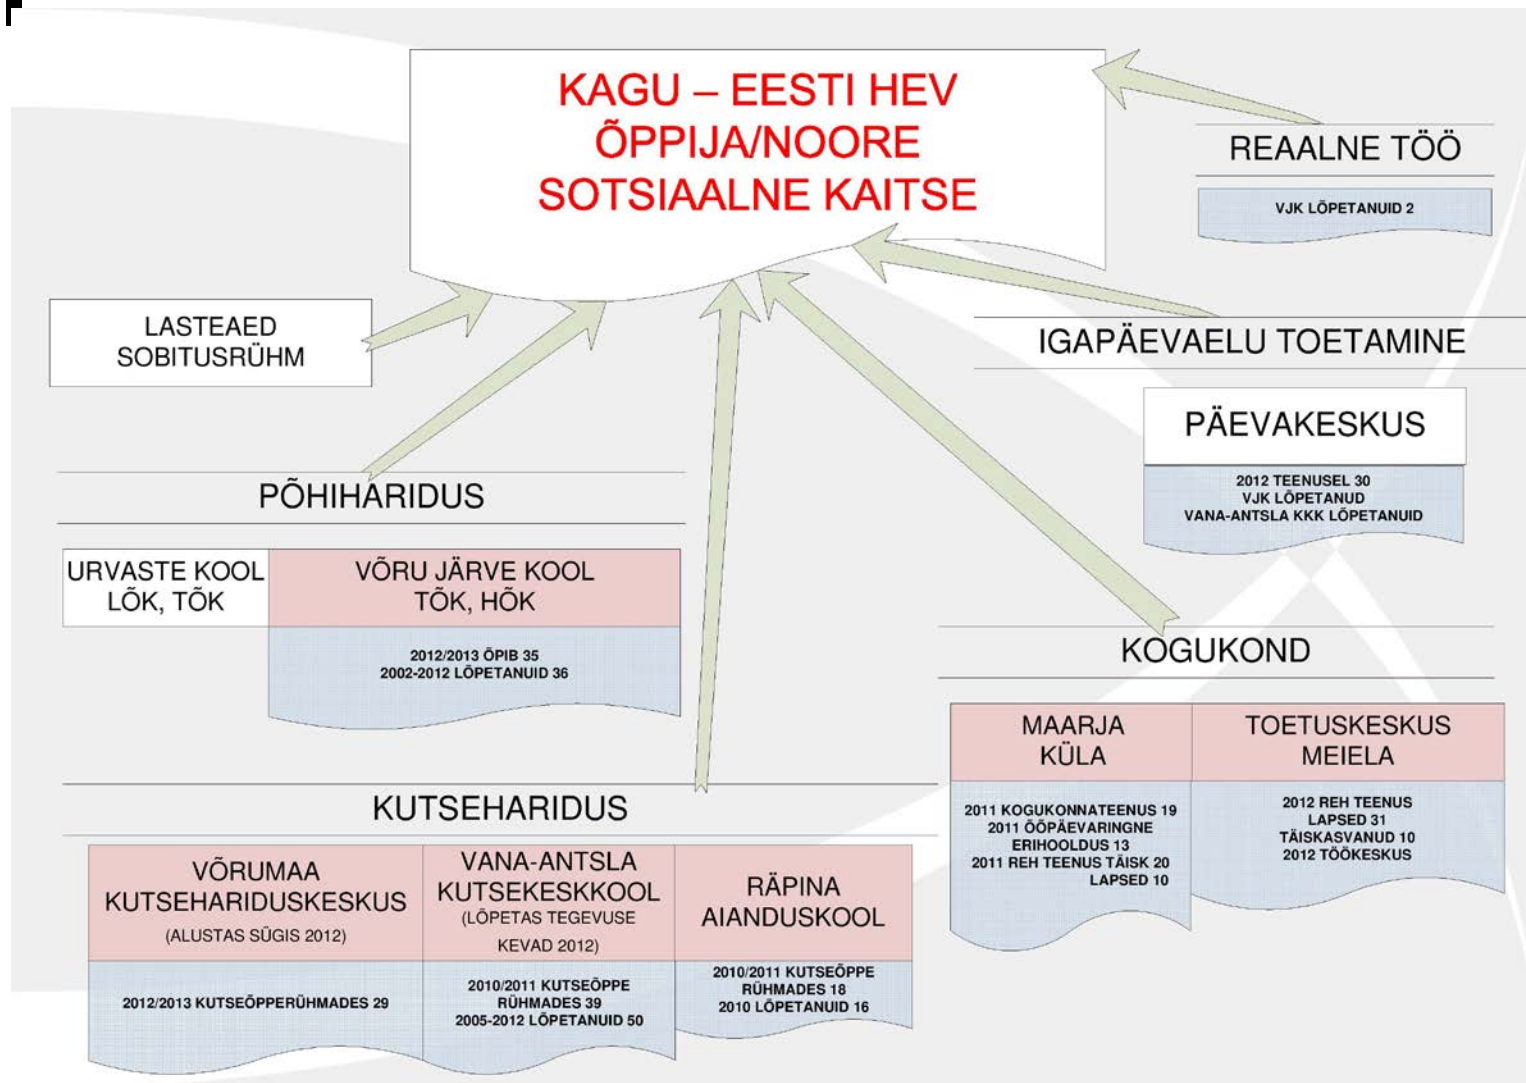 KAGU – EESTI HEV
ÕPPIJA/NOORE
SOTSIAALNE KAITSE
REAALNE TÖÖ
VJK LÕPETANUID 2
LASTEAED
SOBITUSRÜHM
IGAPÄEVAELU TOETAMINE
PÄEVAKESKUS
2012 TEENUSEL 30
VJK LÕPETANUD
VANA-ANTSLA KKK LÕPETANUID
PÕHIHARIDUS
URVASTE KOOL
LÕK, TÕK
VÕRU JÄRVE KOOL
TÕK, HÕK
2012/2013 ÕPIB 35
2002-2012 LÕPETANUID 36
KOGUKOND
MAARJA
KÜLA
2011 KOGUKONNATEENUS 19
2011 ÖÖPÄEVARINGNE
ERIHOOLDUS 13
2011 REH TEENUS TÄISK 20
LAPSED 10
TOETUSKESKUS
MEIELA
2012 REH TEENUS
LAPSED 31
TÄISKASVANUD 10
2012 TÖÖKESKUS
KUTSEHARIDUS
VÕRUMAA
KUTSEHARIDUSKESKUS
(ALUSTAS SÜGIS 2012)
2012/2013 KUTSEÕPPERÜHMADES 29
VANA-ANTSLA
KUTSEKESKKOOL
(LÕPETAS TEGEVUSE
KEVAD 2012)
2010/2011 KUTSEÕPPE
RÜHMADES 39
2005-2012 LÕPETANUID 50
RÄPINA
AIANDUSKOOL
2010/2011 KUTSEÕPPE
RÜHMADES 18
2010 LÕPETANUID 16